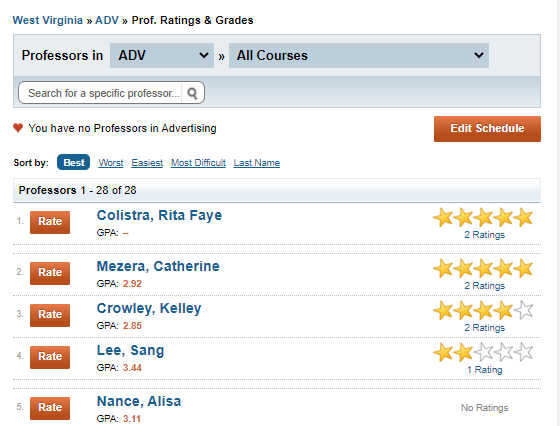 West Virginia » ADV » Prof. Ratings & Grades
Professors in ADV » All Courses
Search for a specific professor...
You have no Professors in Advertising
Edit Schedule
Sort by: Best Worst Easiest Most Difficult Last Name
Professors 1 - 28 of 28
1. Rate Colistra, Rita Faye
GPA: –
2 Ratings
2. Rate Mezera, Catherine
GPA: 2.92
2 Ratings
3. Rate Crowley, Kelley
GPA: 2.85
2 Ratings
4. Rate Lee, Sang
GPA: 3.44
1 Rating
5. Rate Nance, Alisa
GPA: 3.11
No Ratings